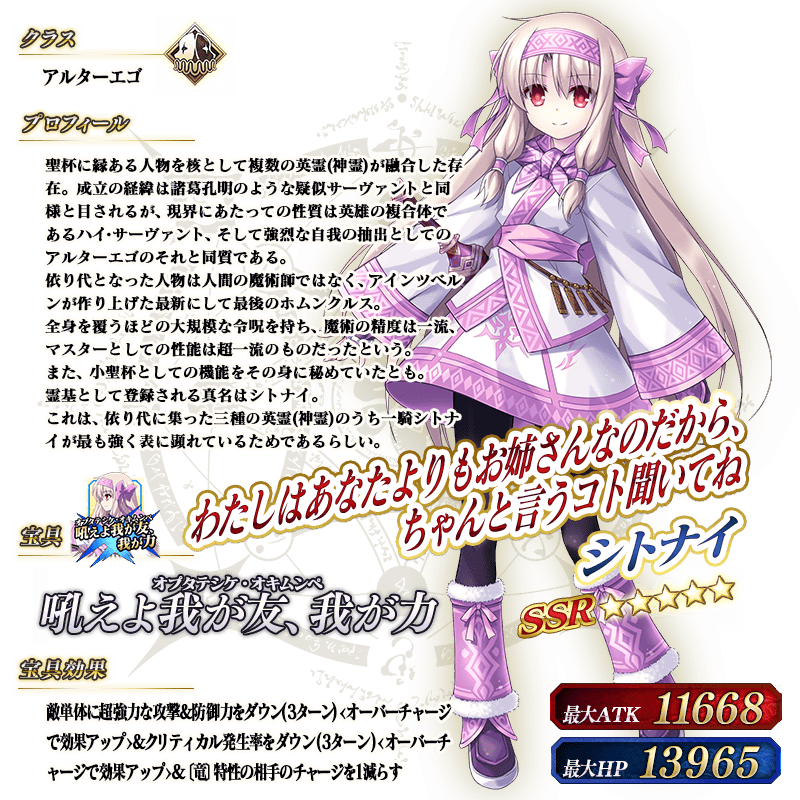 クラス
アルターエゴ
プロフィール
聖杯に縁ある人物を核として複数の英霊(神霊)が融合した存
在。成立の経緯は諸葛孔明のような疑似サーヴァントと同
様と目されるが、現界にあたっての性質は英雄の複合体で
あるハイ・サーヴァント、そして強烈な自我の抽出としての
アルターエゴのそれと同質である。
依り代となった人物は人間の魔術師ではなく、アインツベル
ンが作り上げた最新にして最後のホムンクルス。
全身を覆うほどの大規模な令呪を持ち、魔術の精度は一流、
マスターとしての性能は超一流のものだったという。
また、小聖杯としての機能をその身に秘めていたとも。
霊基として登録される真名はシトナイ。
これは、依り代に集った三種の英霊(神霊)のうち一騎シトナ
イが最も強く表に顕れているためであるらしい。
わたしはあなたよりもお姉さんなのだから、
ちゃんと言うコト聞いてね
シトナイ
SSR
宝具
オプタテシケ・オキムンペ
吼えよ我が友、
我が力
オプタテシケ・オキムンペ
吼えよ我が友、我が力
宝具効果
敵単体に超強力な攻撃&防御力をダウン(3ターン)<オーバーチャージ
で効果アップ>&クリティカル発生率をダウン(3ターン)<オーバーチ
ャージで効果アップ>&〔竜〕特性の相手のチャージを1減らす
最大ATK 11668
最大HP 13965